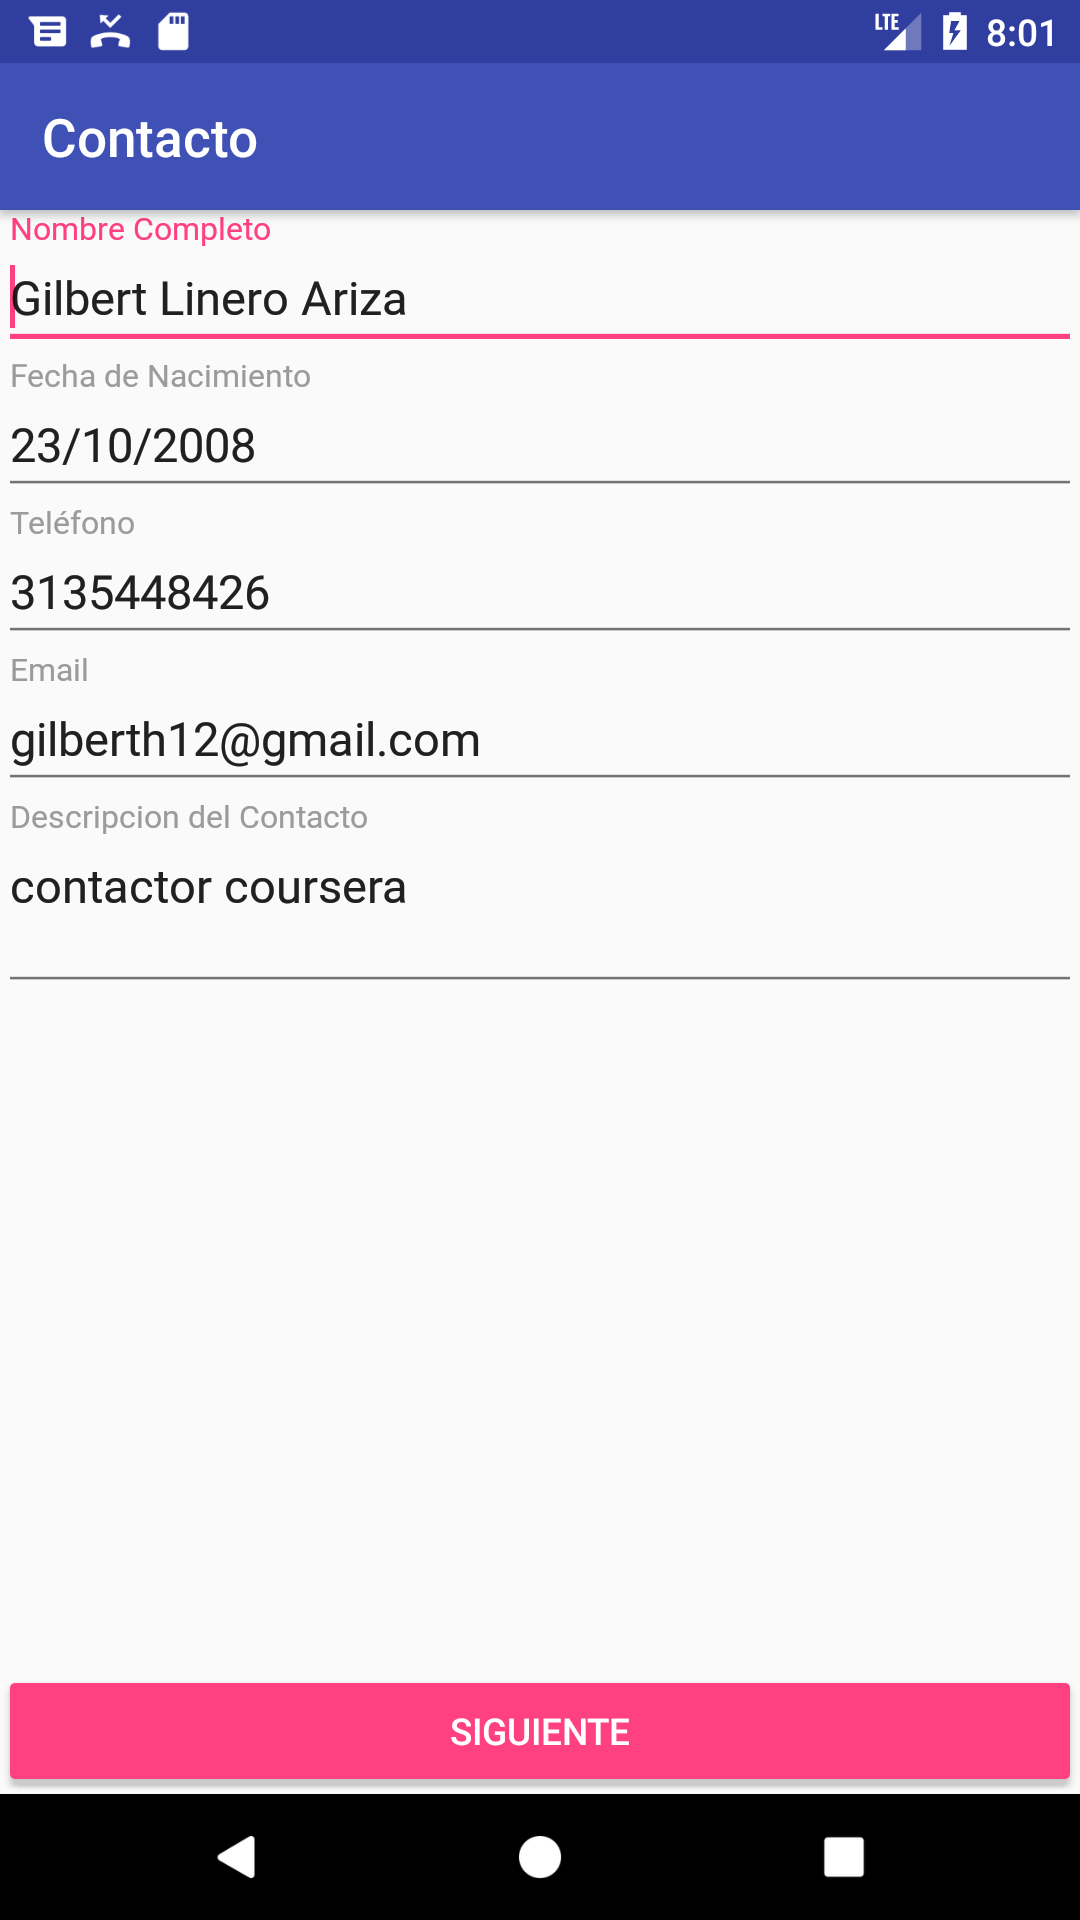 LTE 8:01
Contacto
Nombre Completo
Gilbert Linero Ariza
Fecha de Nacimiento
23/10/2008
Teléfono
3135448426
Email
gilberth12@gmail.com
Descripcion del Contacto
contactor coursera
SIGUIENTE